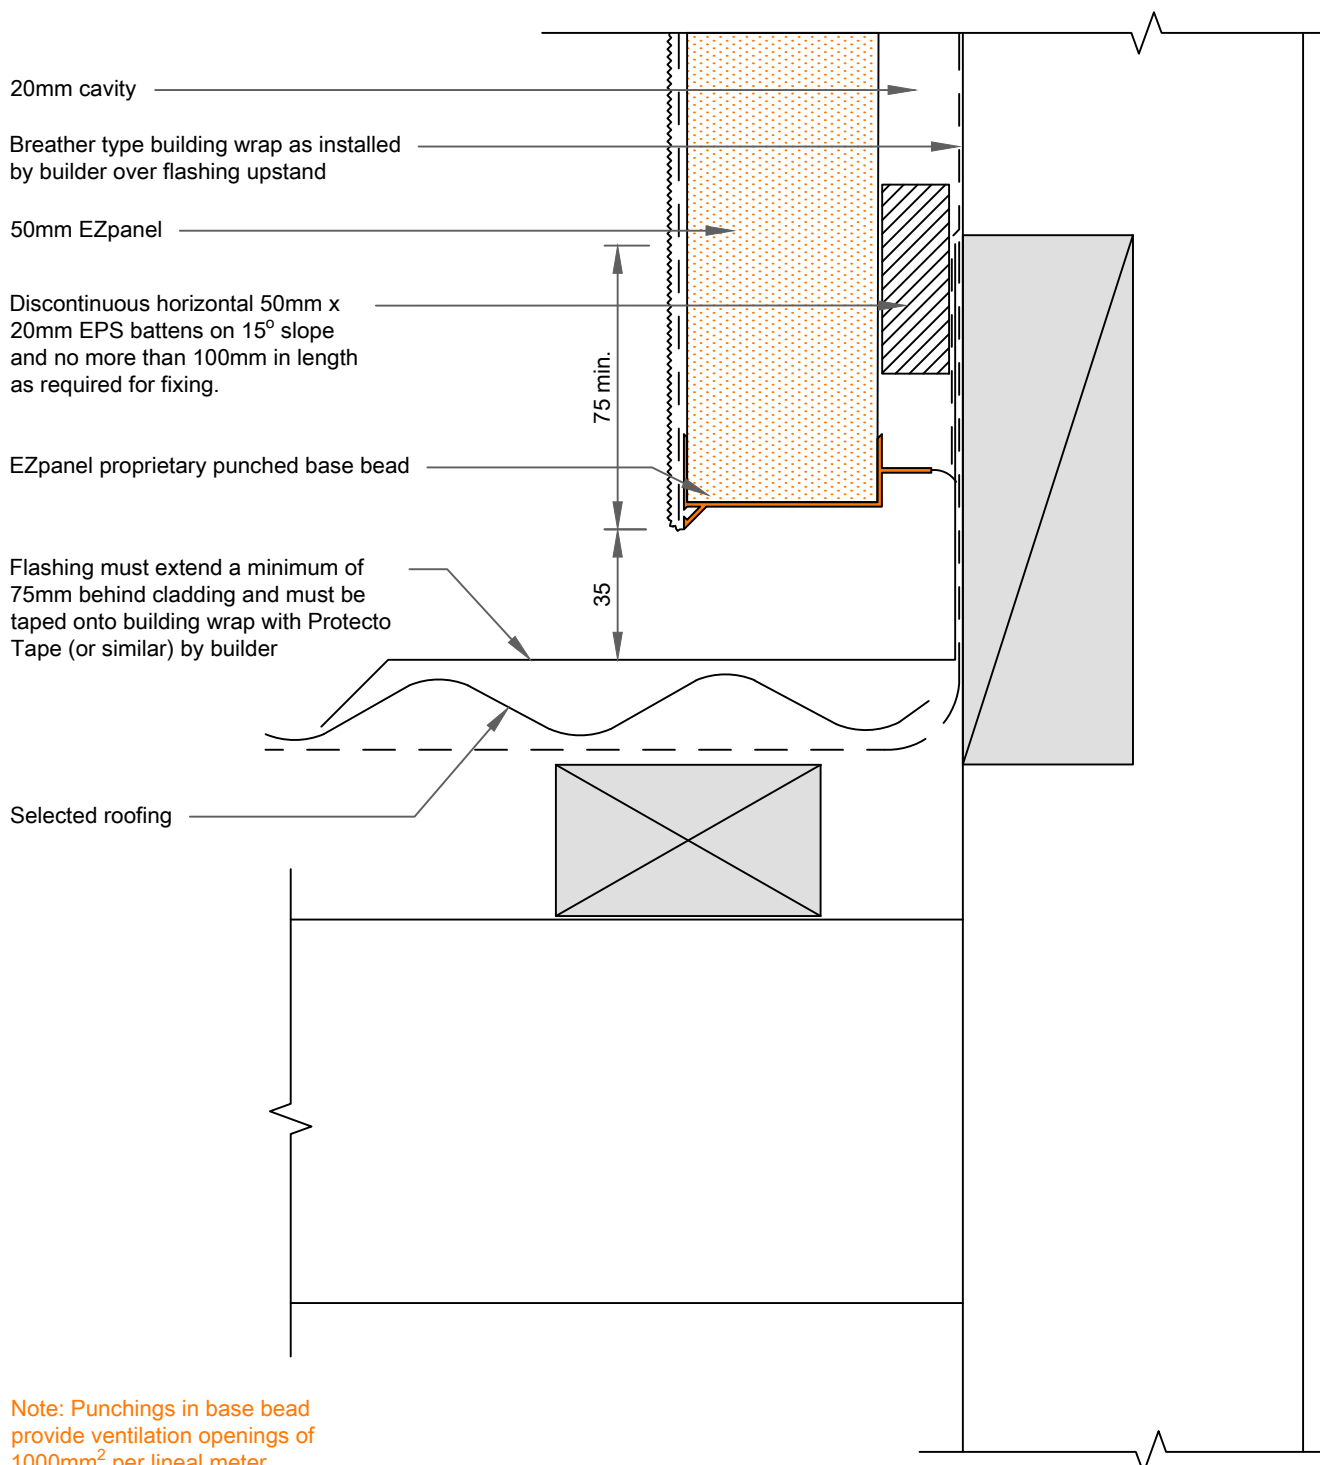 20mm cavity
Breather type building wrap as installed
by builder over flashing upstand
50mm EZpanel
Discontinuous horizontal 50mm x
20mm EPS battens on 15° slope
and no more than 100mm in length
as required for fixing.
75 min.
EZpanel proprietary punched base bead
Flashing must extend a minimum of
75mm behind cladding and must be
taped onto building wrap with Protecto
Tape (or similar) by builder
35
Selected roofing
Note: Punchings in base bead
provide ventilation openings of
1000mm² per lineal meter